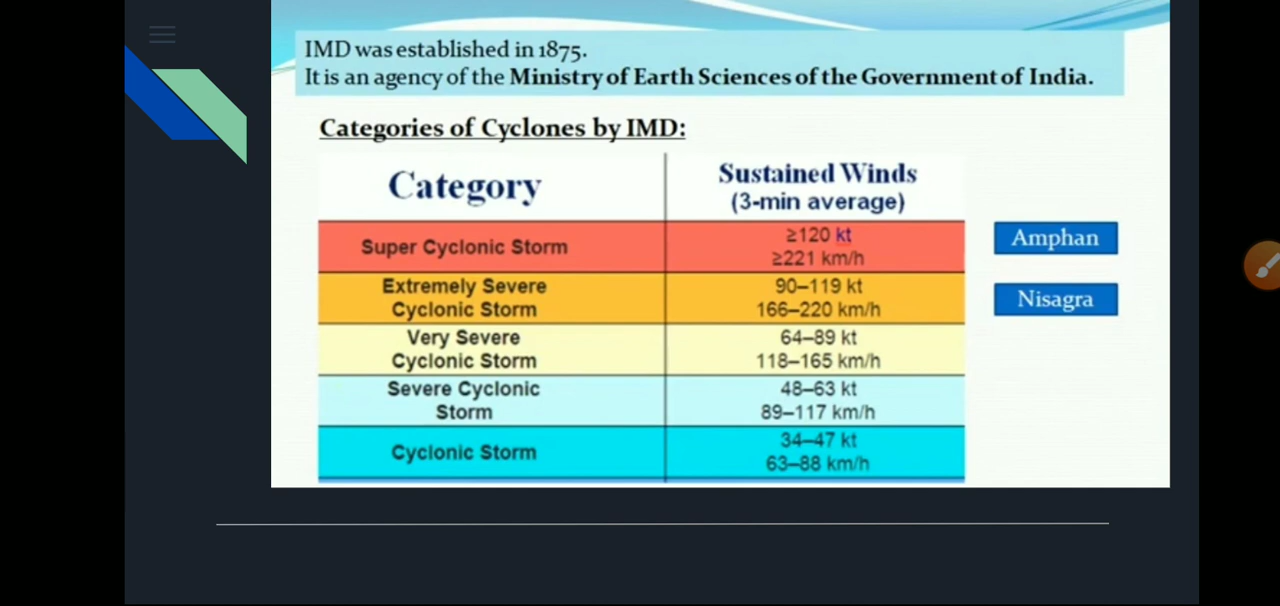 IMD was established in 1875.
It is an agency of the Ministry of Earth Sciences of the Government of India.
Categories of Cyclones by IMD:
Category
Sustained Winds
(3-min average)
Super Cyclonic Storm
≥120 kt
≥221 km/h
Amphan
Extremely Severe
Cyclonic Storm
90–119 kt
166–220 km/h
Nisagra
Very Severe
Cyclonic Storm
64–89 kt
118–165 km/h
Severe Cyclonic
Storm
48–63 kt
89–117 km/h
Cyclonic Storm
34–47 kt
63–88 km/h